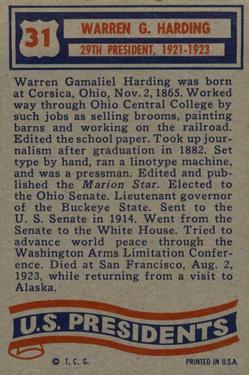 31
WARREN G. HARDING
29TH PRESIDENT, 1921-1923
Warren Gamaliel Harding was born
at Corsica, Ohio, Nov. 2, 1865. Worked
way through Ohio Central College by
such jobs as selling brooms, painting
barns and working on the railroad.
Edited the school paper. Took up jour-
nalism after graduation in 1882. Set
type by hand, ran a linotype machine,
and was a pressman. Edited and pub-
lished the Marion Star. Elected to
the Ohio Senate. Lieutenant governor
of the Buckeye State. Sent to the
U. S. Senate in 1914. Went from the
Senate to the White House. Tried to
advance world peace through the
Washington Arms Limitation Confer-
ence. Died at San Francisco, Aug. 2,
1923, while returning from a visit to
Alaska.
U.S. PRESIDENTS
© T. C. G.
PRINTED IN U.S.A.